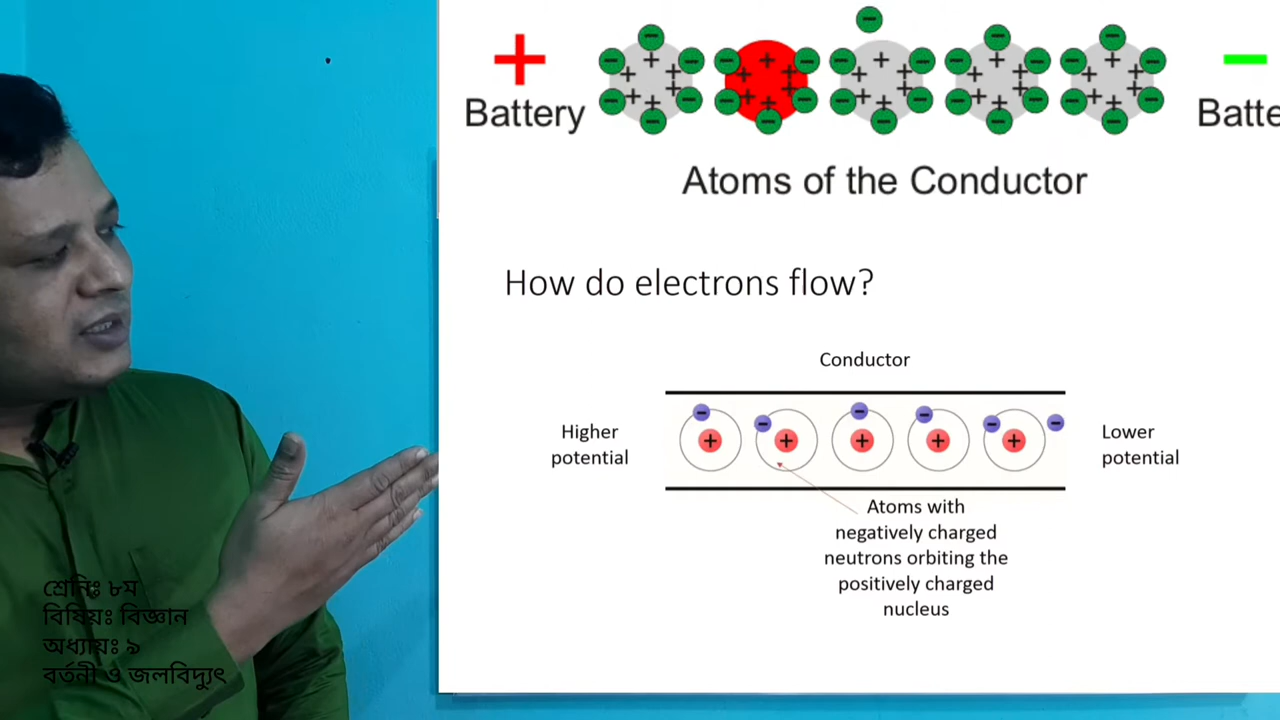 Battery
Batte
Atoms of the Conductor
How do electrons flow?
Conductor
Higher
potential
Lower
potential
Atoms with
negatively charged
neutrons orbiting the
positively charged
nucleus
শ্রেনিঃ ৮ম
বিষিয়ঃ বিজ্ঞান
অধ্যায়ঃ ৯
বর্তনী ও জলবিদ্যুৎ